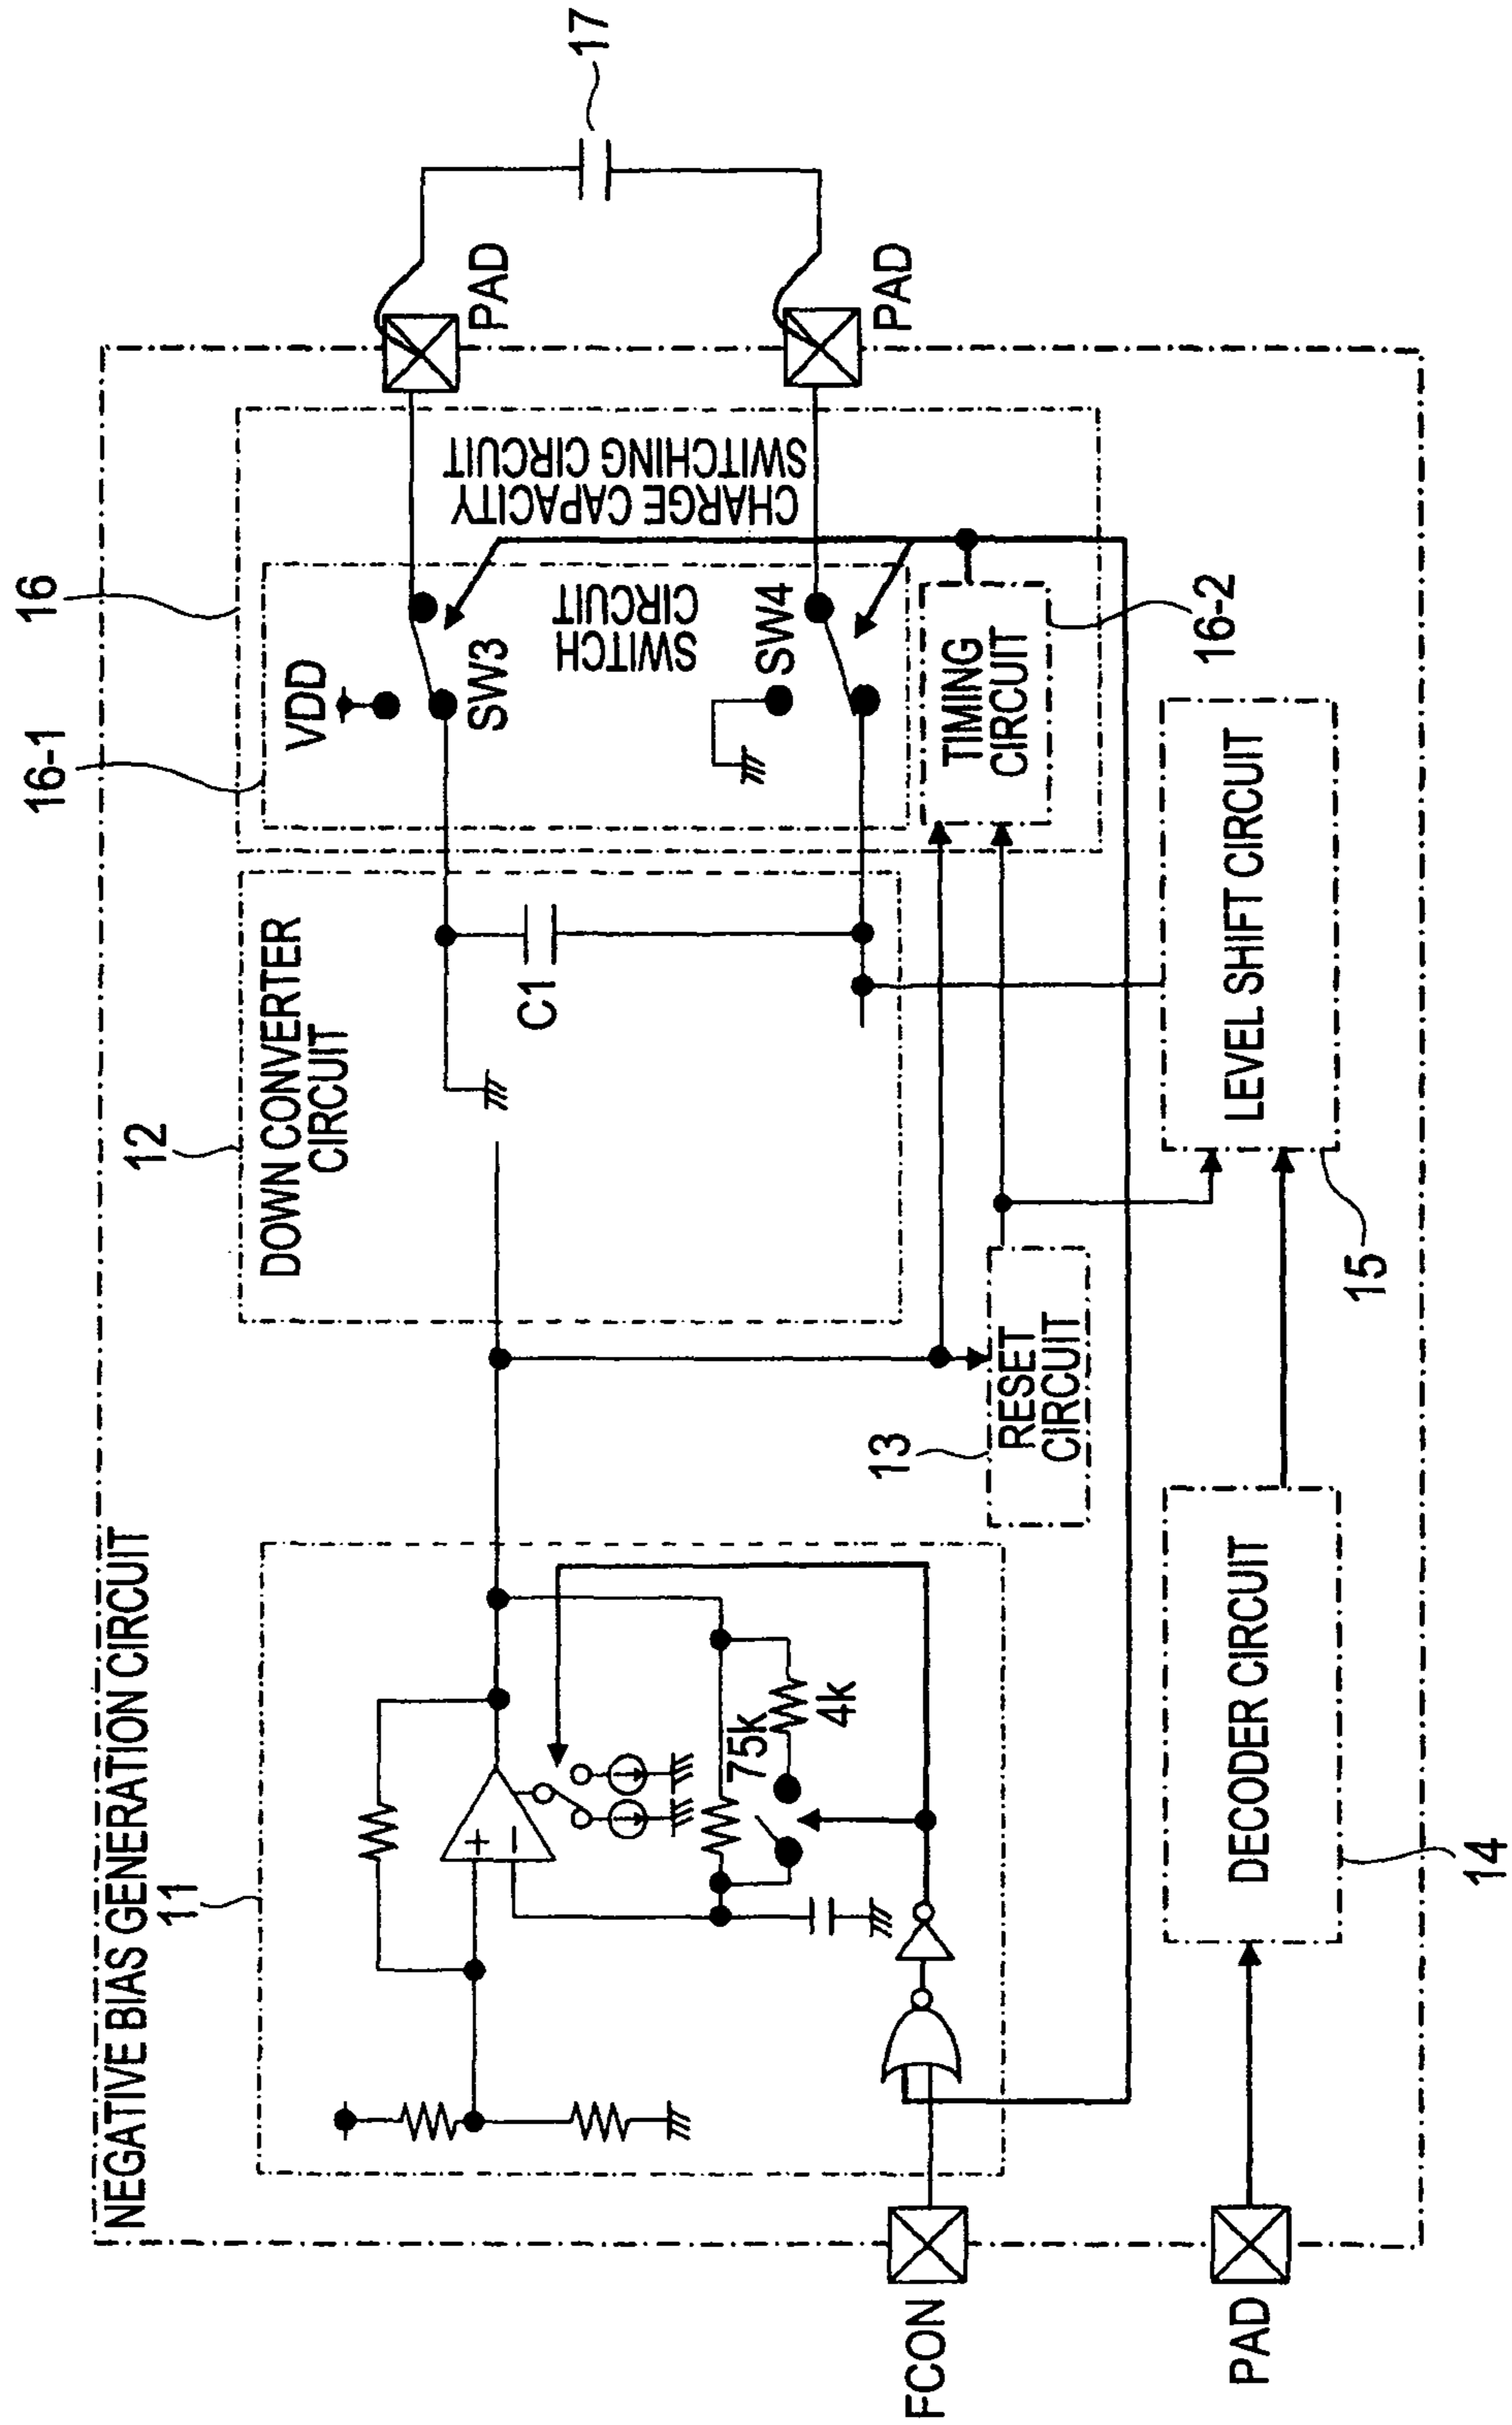 NEGATIVE BIAS GENERATION CIRCUIT
11
+
−
75k
4k
FCON
PAD
12
DOWN CONVERTER
CIRCUIT
C1
13
RESET
CIRCUIT
14
DECODER CIRCUIT
15
LEVEL SHIFT CIRCUIT
16
16-1
VDD
SW3
SWITCH
CIRCUIT
SW4
CHARGE CAPACITY
SWITCHING CIRCUIT
TIMING
CIRCUIT
16-2
PAD
PAD
17